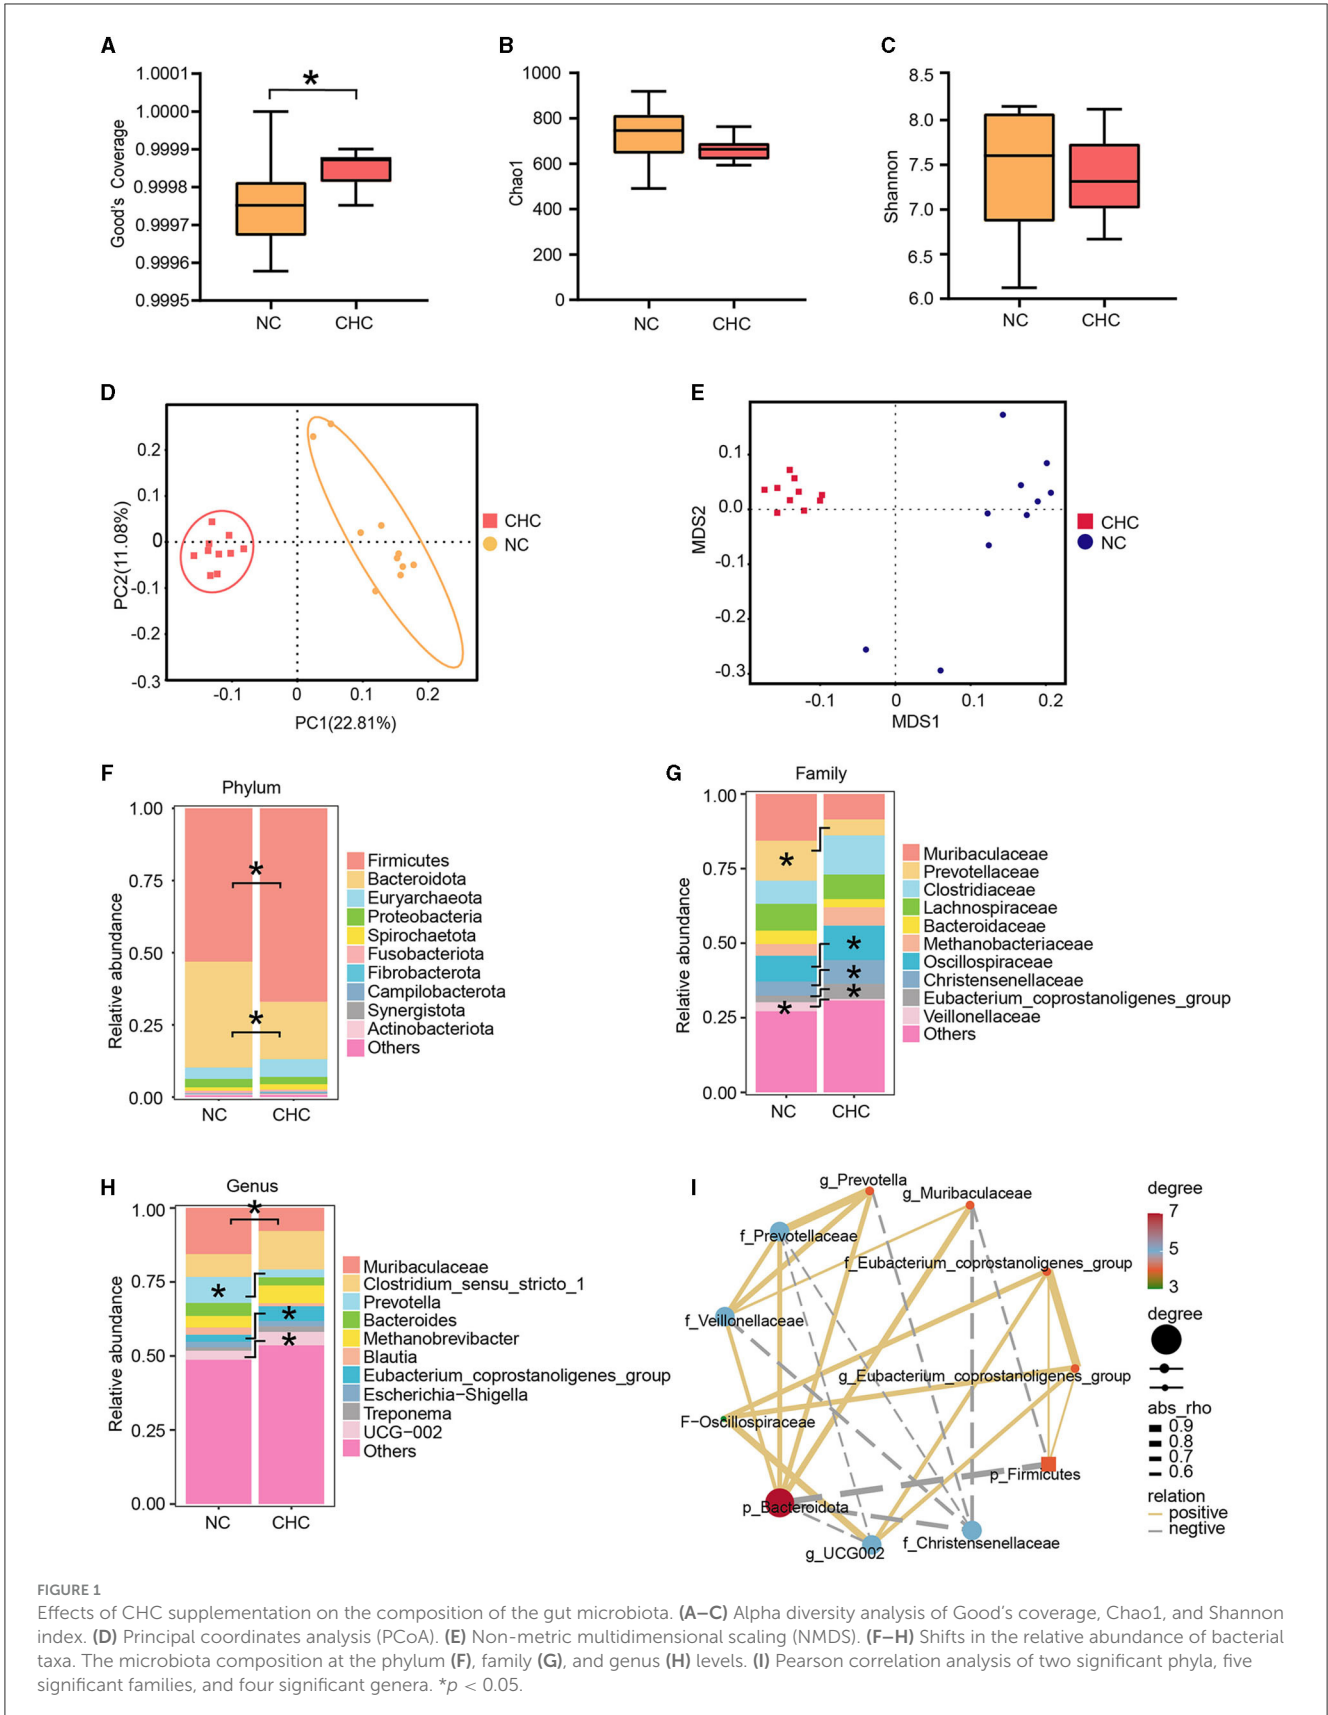 A
1.0001
1.0000
0.9999
0.9998
0.9997
0.9996
0.9995
Good's Coverage
*
NC
CHC
B
1000
800
600
400
200
0
Chao1
NC
CHC
C
8.5
8.0
7.5
7.0
6.5
6.0
Shannon
NC
CHC
D
0.2
0.1
0
-0.1
-0.2
-0.3
PC2(11.08%)
-0.1
0
0.1
0.2
PC1(22.81%)
CHC
NC
E
0.1
0.0
-0.1
-0.2
-0.3
MDS2
-0.1
0
0.1
0.2
MDS1
CHC
NC
F
Phylum
1.00
0.75
0.50
0.25
0.00
Relative abundance
*
*
NC
CHC
Firmicutes
Bacteroidota
Euryarchaeota
Proteobacteria
Spirochaetota
Fusobacteriota
Fibrobacterota
Campilobacterota
Synergistota
Actinobacteriota
Others
G
Family
1.00
0.75
0.50
0.25
0.00
Relative abundance
*
*
*
*
*
NC
CHC
Muribaculaceae
Prevotellaceae
Clostridiaceae
Lachnospiraceae
Bacteroidaceae
Methanobacteriaceae
Oscillospiraceae
Christensenellaceae
Eubacterium_coprostanoligenes_group
Veillonellaceae
Others
H
Genus
1.00
0.75
0.50
0.25
0.00
Relative abundance
*
*
*
*
NC
CHC
Muribaculaceae
Clostridium_sensu_stricto_1
Prevotella
Bacteroides
Methanobrevibacter
Blautia
Eubacterium_coprostanoligenes_group
Escherichia−Shigella
Treponema
UCG−002
Others
I
g_Prevotella
g_Muribaculaceae
f_Prevotellaceae
f_Eubacterium_coprostanoligenes_group
f_Veillonellaceae
g_Eubacterium_coprostanoligenes_group
F−Oscillospiraceae
p_Firmicutes
p_Bacteroidota
f_Christensenellaceae
g_UCG002
degree
7
5
3
degree
abs_rho
0.9
0.8
0.7
0.6
relation
positive
negtive
FIGURE 1
Effects of CHC supplementation on the composition of the gut microbiota. (A–C) Alpha diversity analysis of Good's coverage, Chao1, and Shannon
index. (D) Principal coordinates analysis (PCoA). (E) Non-metric multidimensional scaling (NMDS). (F–H) Shifts in the relative abundance of bacterial
taxa. The microbiota composition at the phylum (F), family (G), and genus (H) levels. (I) Pearson correlation analysis of two significant phyla, five
significant families, and four significant genera. *p < 0.05.